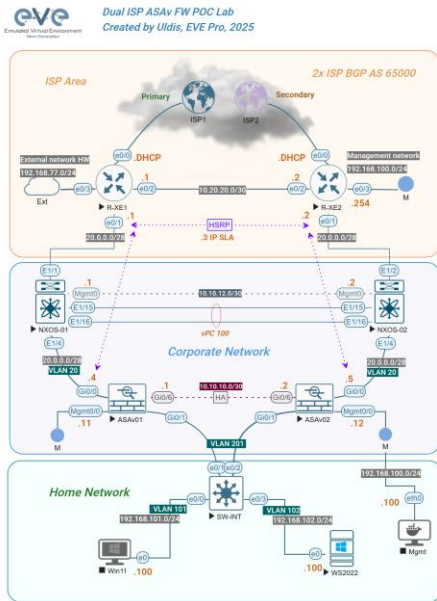 eve
Emulated Virtual Environment
Next Generation
Dual ISP ASAv FW POC Lab
Created by Uldis, EVE Pro, 2025
ISP Area
2x ISP BGP AS 65000
Primary
Secondary
ISP1
ISP2
External network HW
192.168.77.0/24
Ext
e0/0
.DHCP
.DHCP
e0/0
Management network
192.168.100.0/24
e0/3
R-XE1
.1
e0/2
10.20.20.0/30
.2
e0/2
R-XE2
e0/3
.254
M
e0/1
.1
HSRP
.3 IP SLA
.2
e0/1
20.0.0.0/28
20.0.0.0/28
E1/1
E1/2
.1
Mgmt0
10.10.12.0/30
.2
Mgmt0
E1/15
E1/15
E1/16
E1/16
NXOS-01
NXOS-02
vPC 100
E1/4
E1/4
Corporate Network
20.0.0.0/28
VLAN 20
20.0.0.0/28
VLAN 20
.4
.5
Gi0/0
Gi0/0
.1
Gi0/6
10.10.10.0/30
HA
.2
Gi0/6
Mgmt0/0
.11
ASAv01
Gi0/1
Gi0/1
ASAv02
Mgmt0/0
.12
M
M
VLAN 201
192.168.100.0/24
Home Network
e0/1
e0/2
VLAN 101
192.168.101.0/24
e0/0
SW-INT
e0/3
VLAN 102
192.168.102.0/24
eth0
.100
Mgmt
e0
.100
Win11
e0
.100
WS2022